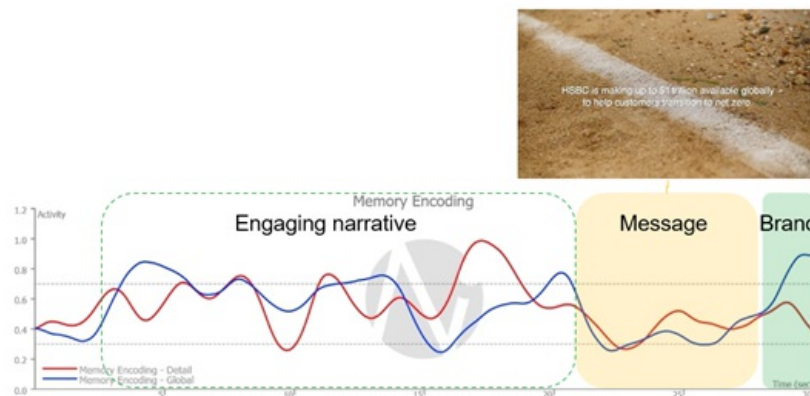 HSBC is making up to $1 trillion available globally
to help customers transition to net zero
Memory Encoding
Engaging narrative
Message
Brand
1.2
Activity
1.0
0.8
0.6
0.4
0.2
0.0
Memory Encoding - Detail
Memory Encoding - Global
Time (sec